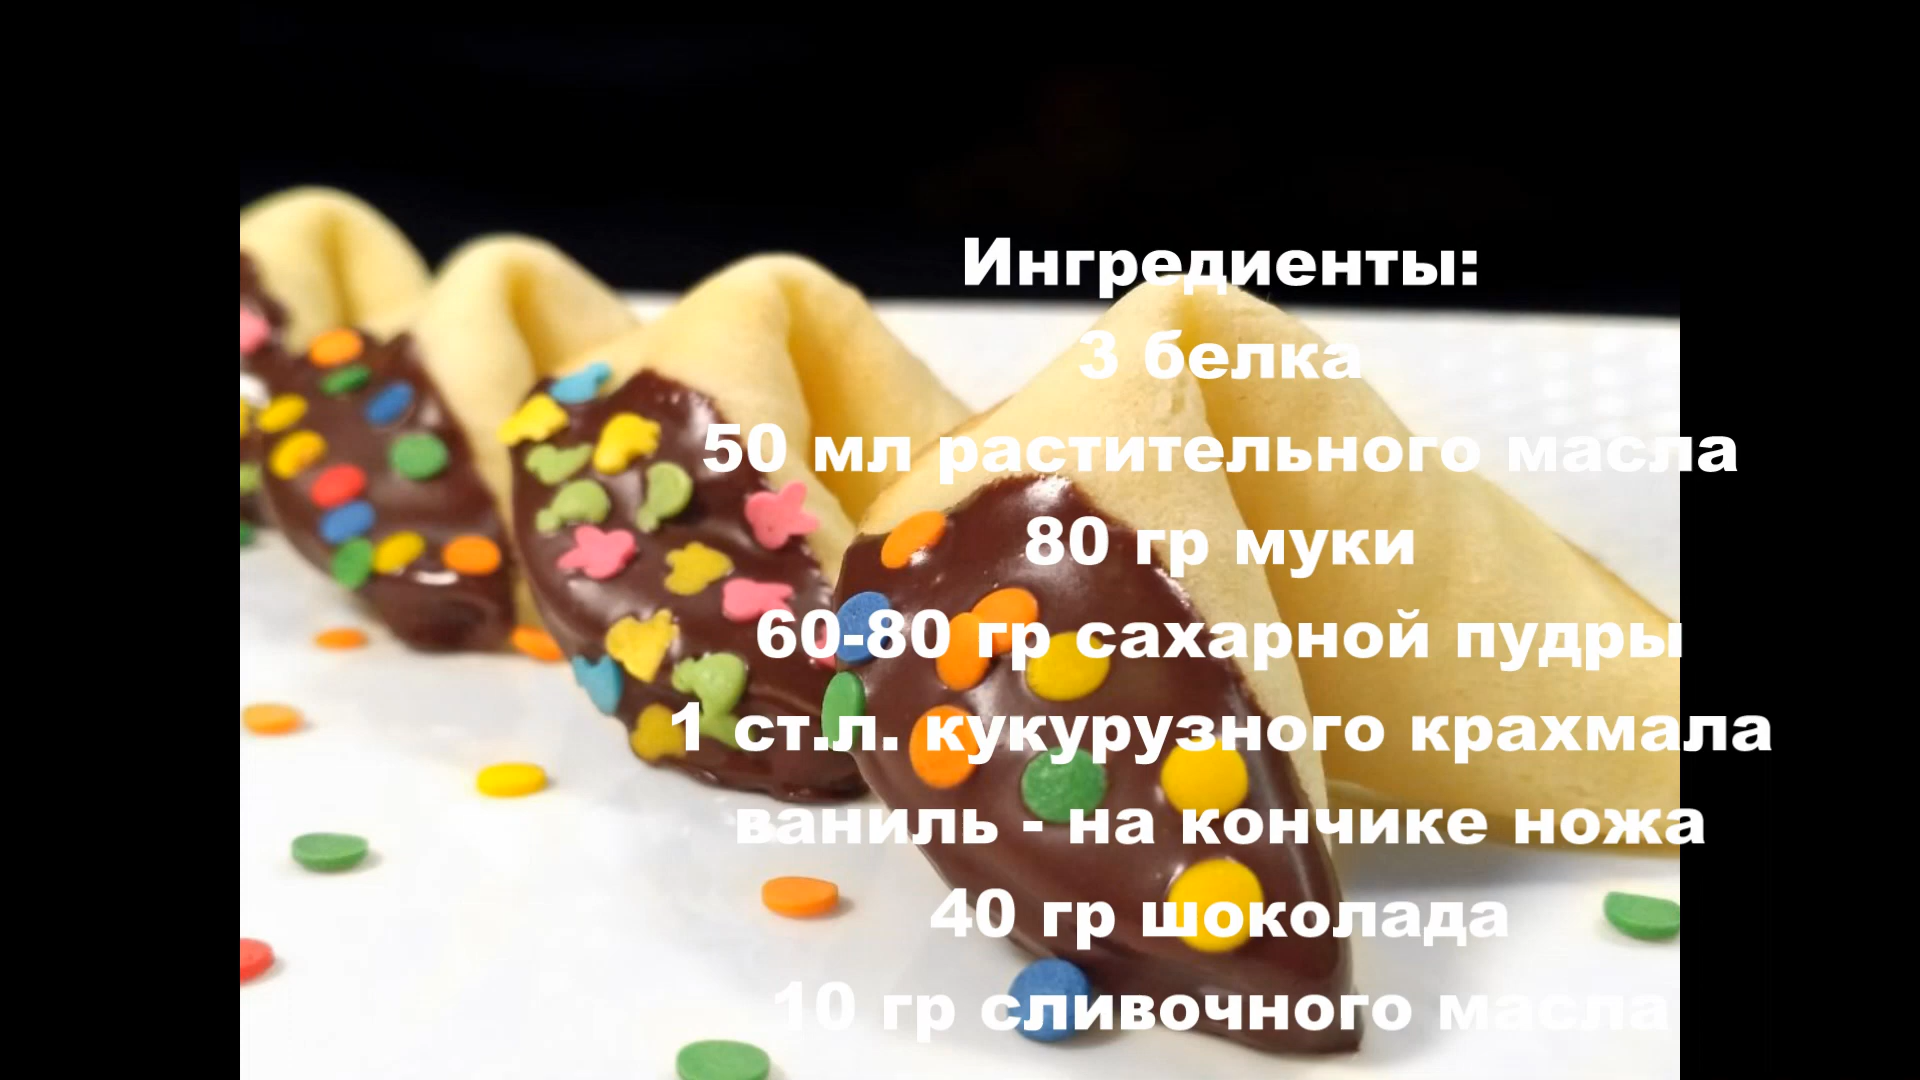 Ингредиенты:
3 белка
50 мл растительного масла
80 гр муки
60-80 гр сахарной пудры
1 ст.л. кукурузного крахмала
ваниль - на кончике ножа
40 гр шоколада
10 гр сливочного масла